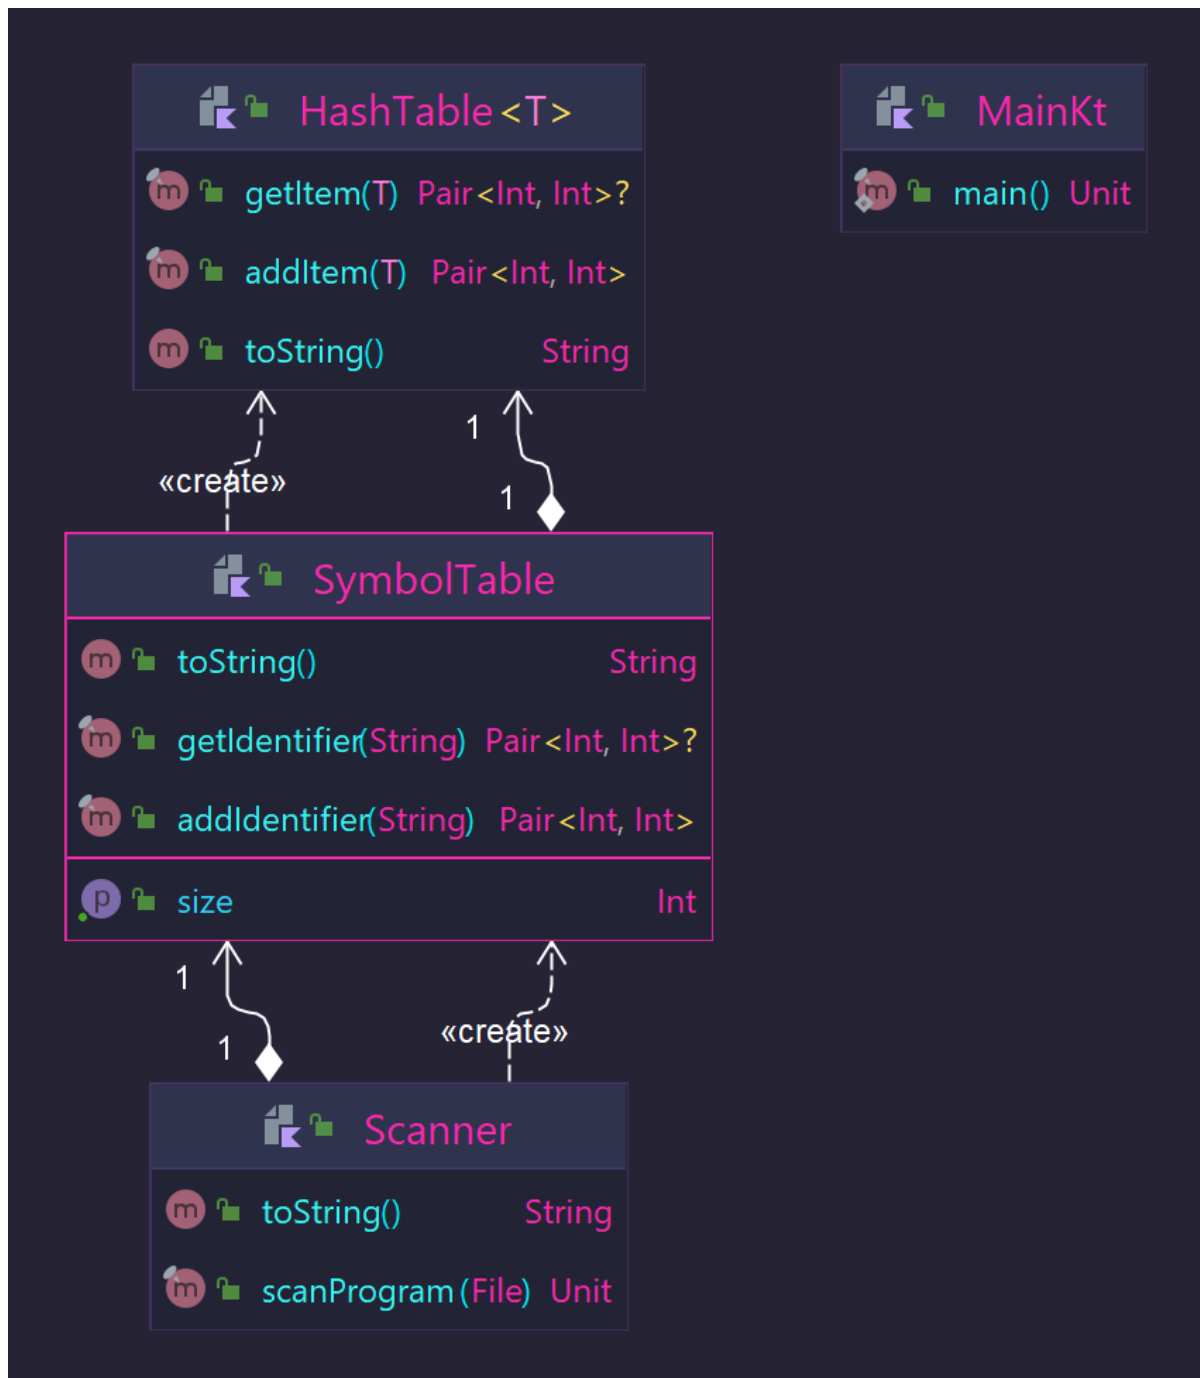 HashTable<T>
getItem(T) Pair<Int, Int>?
addItem(T) Pair<Int, Int>
toString() String
MainKt
main() Unit
1
«create»
1
SymbolTable
toString() String
getIdentifier(String) Pair<Int, Int>?
addIdentifier(String) Pair<Int, Int>
size Int
1
«create»
1
Scanner
toString() String
scanProgram(File) Unit